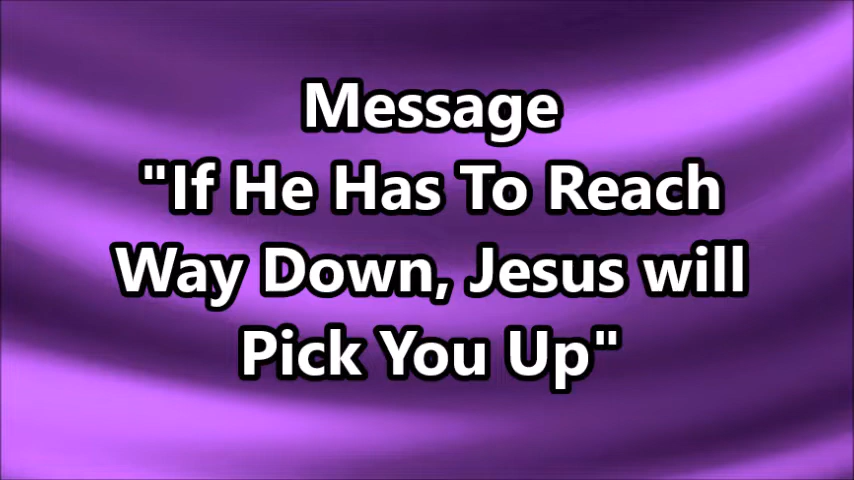 Message
"If He Has To Reach
Way Down, Jesus will
Pick You Up"